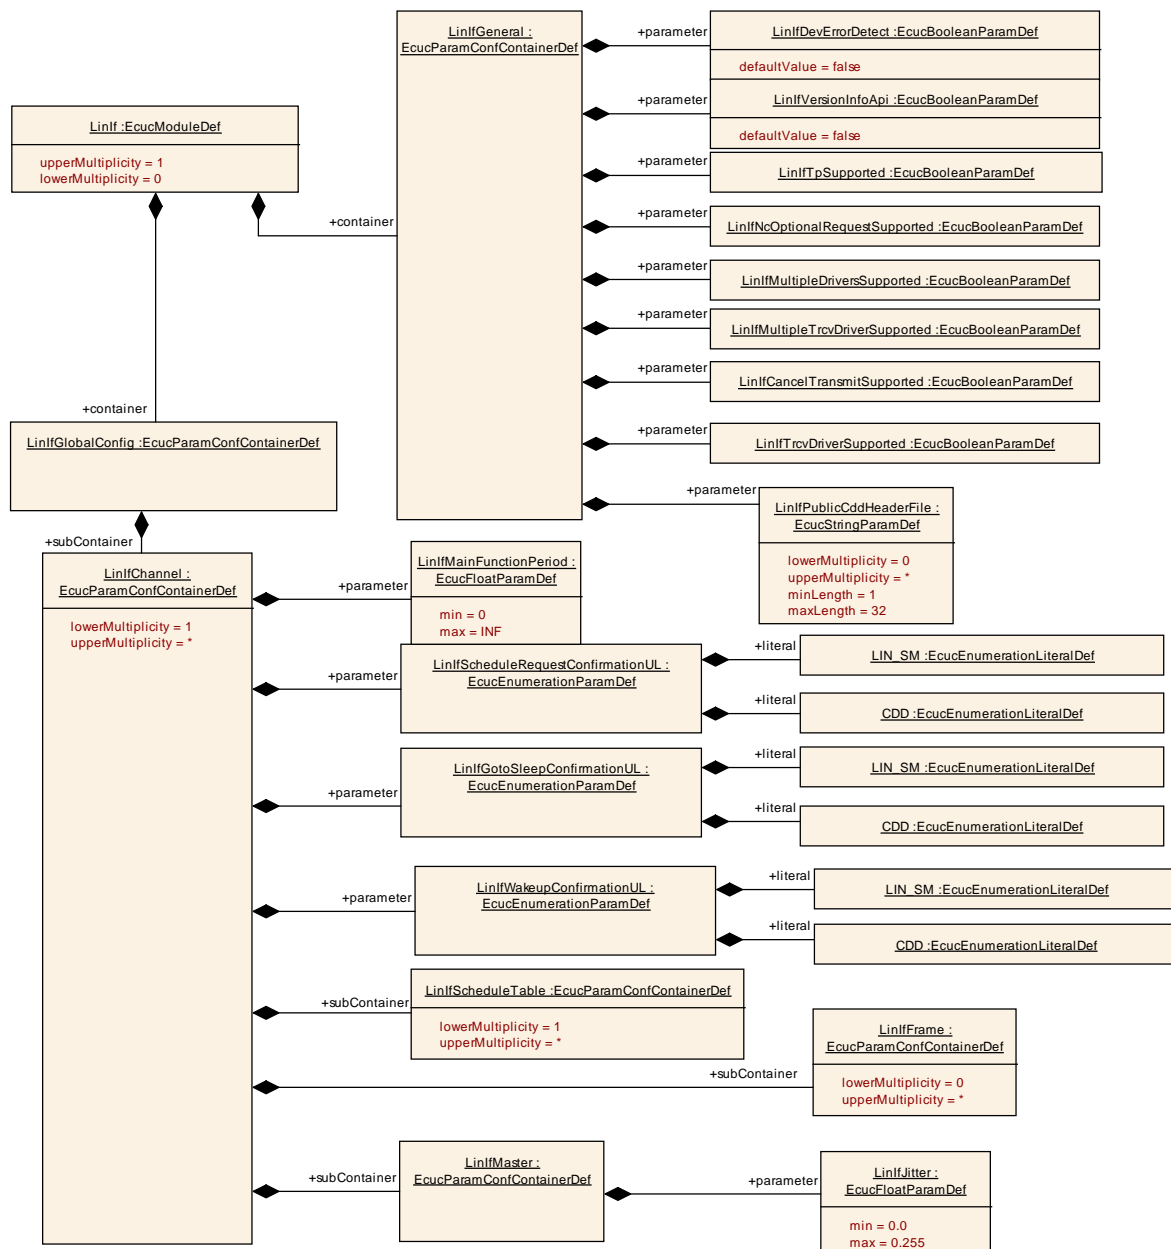 LinIfGeneral :
EcucParamConfContainerDef
+parameter
LinIfDevErrorDetect :EcucBooleanParamDef
defaultValue = false
+parameter
LinIfVersionInfoApi :EcucBooleanParamDef
defaultValue = false
LinIf :EcucModuleDef
upperMultiplicity = 1
lowerMultiplicity = 0
+parameter
LinIfTpSupported :EcucBooleanParamDef
+container
+parameter
LinIfNcOptionalRequestSupported :EcucBooleanParamDef
+parameter
LinIfMultipleDriversSupported :EcucBooleanParamDef
+parameter
LinIfMultipleTrcvDriverSupported :EcucBooleanParamDef
+parameter
LinIfCancelTransmitSupported :EcucBooleanParamDef
+container
+parameter
LinIfTrcvDriverSupported :EcucBooleanParamDef
LinIfGlobalConfig :EcucParamConfContainerDef
+parameter
LinIfPublicCddHeaderFile :
EcucStringParamDef
lowerMultiplicity = 0
upperMultiplicity = *
minLength = 1
maxLength = 32
+subContainer
LinIfChannel :
EcucParamConfContainerDef
lowerMultiplicity = 1
upperMultiplicity = *
+parameter
LinIfMainFunctionPeriod :
EcucFloatParamDef
min = 0
max = INF
+parameter
LinIfScheduleRequestConfirmationUL :
EcucEnumerationParamDef
+literal
LIN_SM :EcucEnumerationLiteralDef
+literal
CDD :EcucEnumerationLiteralDef
+parameter
LinIfGotoSleepConfirmationUL :
EcucEnumerationParamDef
+literal
LIN_SM :EcucEnumerationLiteralDef
+literal
CDD :EcucEnumerationLiteralDef
+parameter
LinIfWakeupConfirmationUL :
EcucEnumerationParamDef
+literal
LIN_SM :EcucEnumerationLiteralDef
+literal
CDD :EcucEnumerationLiteralDef
+subContainer
LinIfScheduleTable :EcucParamConfContainerDef
lowerMultiplicity = 1
upperMultiplicity = *
+subContainer
LinIfFrame :
EcucParamConfContainerDef
lowerMultiplicity = 0
upperMultiplicity = *
+subContainer
LinIfMaster :
EcucParamConfContainerDef
+parameter
LinIfJitter :
EcucFloatParamDef
min = 0.0
max = 0.255